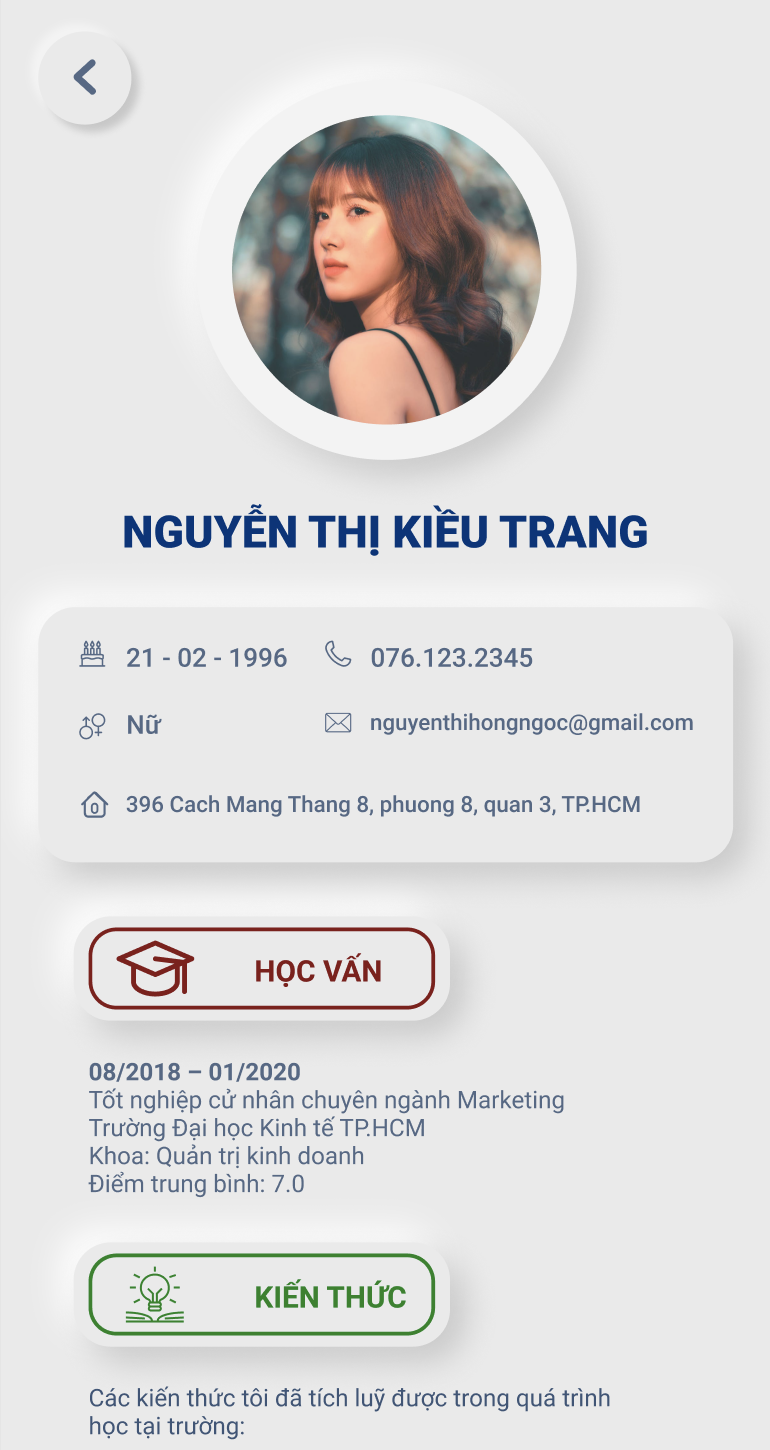 NGUYỄN THỊ KIỀU TRANG
21 - 02 - 1996
076.123.2345
Nữ
nguyenthihongngoc@gmail.com
396 Cach Mang Thang 8, phuong 8, quan 3, TP.HCM
HỌC VẤN
08/2018 – 01/2020
Tốt nghiệp cử nhân chuyên ngành Marketing
Trường Đại học Kinh tế TP.HCM
Khoa: Quản trị kinh doanh
Điểm trung bình: 7.0
KIẾN THỨC
Các kiến thức tôi đã tích luỹ được trong quá trình
học tại trường: